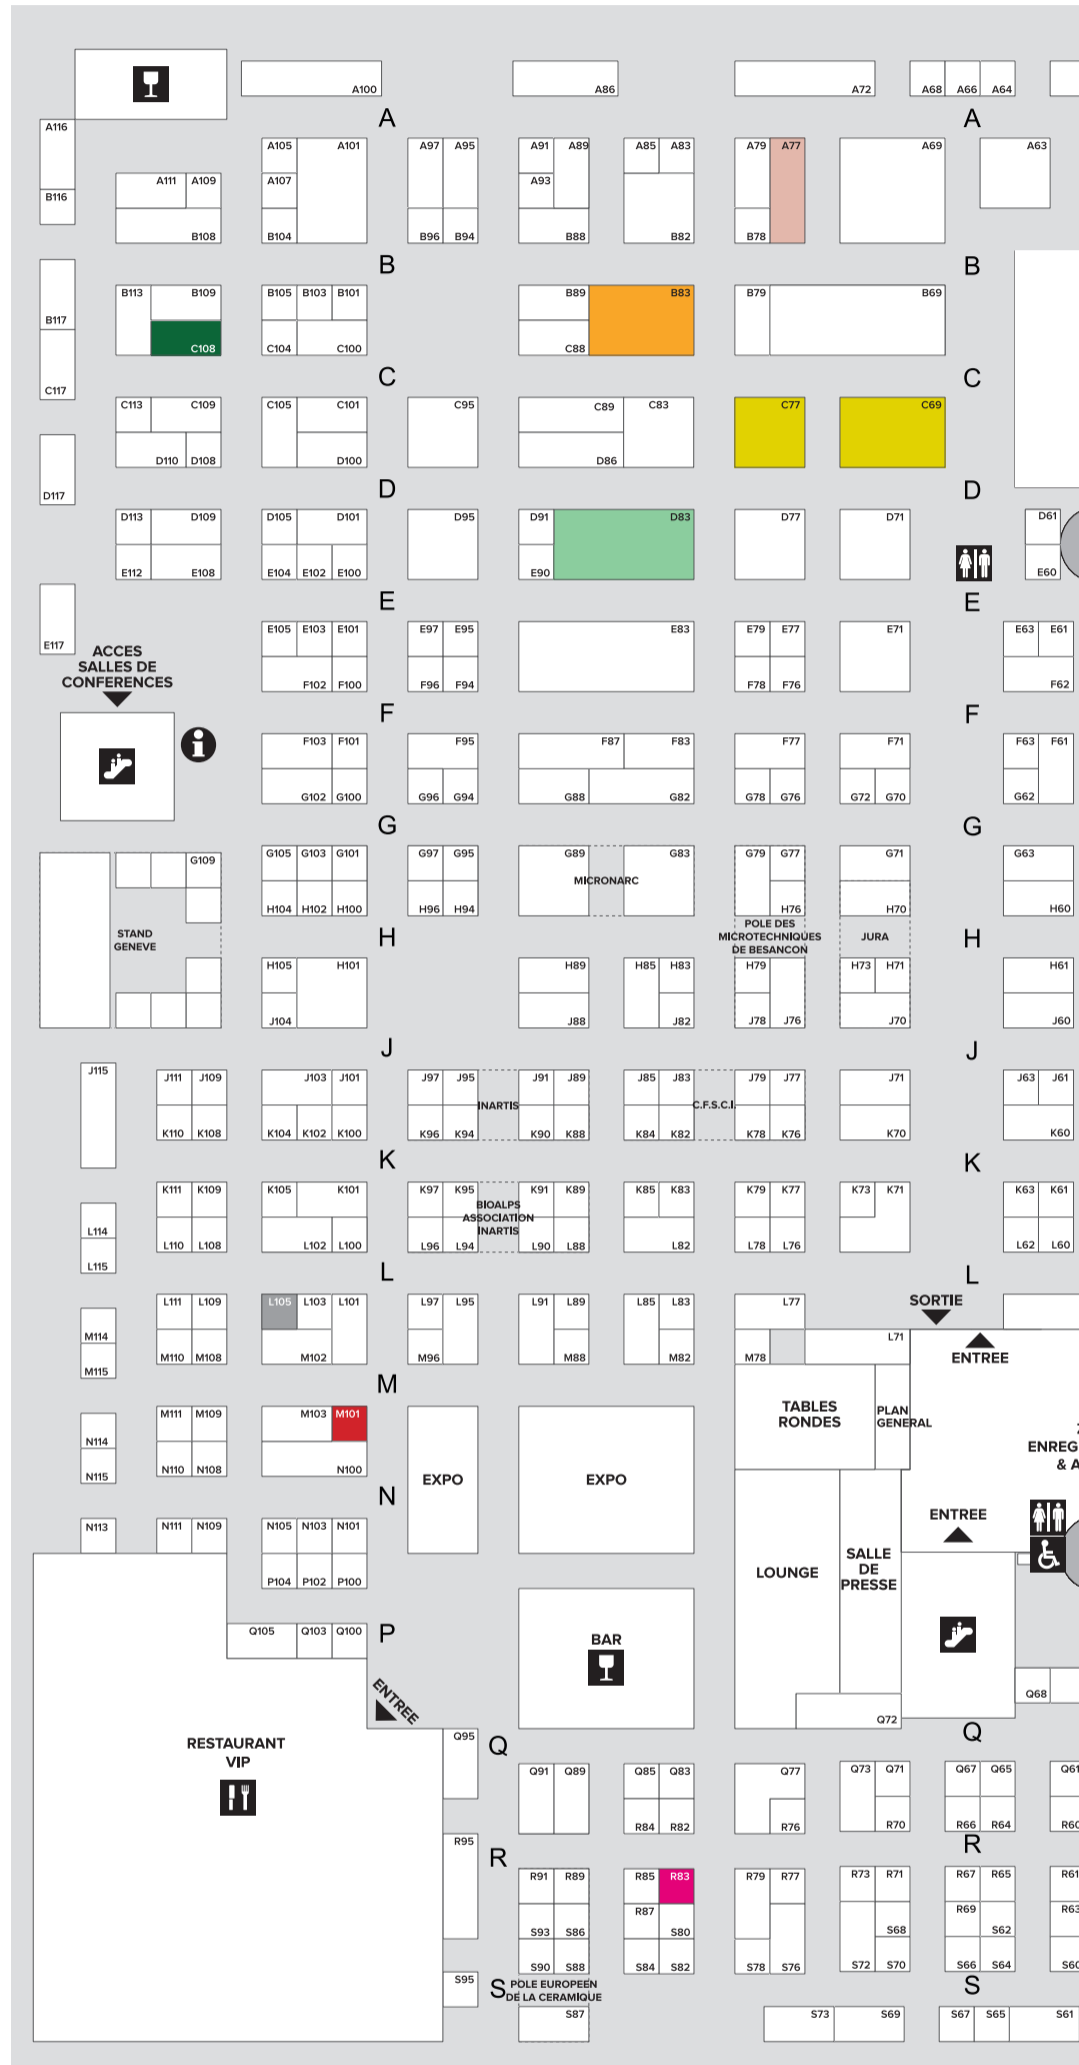 A100 A86 A72 A68 A66 A64
A A
A116 A105 A101 A97 A95 A91 A89 A85 A83 A79 A77 A69 A63
A111 A109 A107 A93
B116
B108 B104 B96 B94 B88 B82 B78
B B
B113 B109 B105 B103 B101 B89 B83 B79 B69
B117
C108 C104 C100 C88
C C
C117
C113 C109 C105 C101 C95 C89 C83 C77 C69
D110 D108 D100 D86
D D
D117
D113 D109 D105 D101 D95 D91 D83 D77 D71 D61
E112 E108 E104 E102 E100 E90 E60
E E
E117
E105 E103 E101 E97 E95 E83 E79 E77 E71 E63 E61
ACCES
SALLES DE
CONFERENCES
F102 F100 F96 F94 F78 F76 F62
F F
F103 F101 F95 F87 F83 F77 F71 F63 F61
G102 G100 G96 G94 G88 G82 G78 G76 G72 G70 G62
G G
G109 G105 G103 G101 G97 G95 G89 G83 G79 G77 G71 G63
MICRONARC
H104 H102 H100 H96 H94 H76 H70 H60
STAND
GENEVE
POLE DES
MICROTECHNIQUES
DE BESANCON
JURA
H H
H105 H101 H89 H85 H83 H79 H73 H71 H61
J104 J88 J82 J78 J76 J70 J60
J J
J115 J111 J109 J103 J101 J97 J95 J91 J89 J85 J83 J79 J77 J71 J63 J61
INARTIS
C.F.S.C.I.
K110 K108 K104 K102 K100 K96 K94 K90 K88 K84 K82 K78 K76 K70 K60
K K
K111 K109 K105 K101 K97 K95 K91 K89 K85 K83 K79 K77 K73 K71 K63 K61
BIOALPS
ASSOCIATION
INARTIS
L114 L110 L108 L102 L100 L96 L94 L90 L88 L82 L78 L76 L62 L60
L115
L L
L111 L109 L105 L103 L101 L97 L95 L91 L89 L85 L83 L77
SORTIE
M114 L71
ENTREE
M115 M110 M108 M102 M96 M88 M82 M78
M
M111 M109 M103 M101
TABLES
RONDES
PLAN
GENERAL
N114
ENREG
& A
N115 N110 N108 N100
EXPO EXPO
N
ENTREE
N113 N111 N109 N105 N103 N101
LOUNGE
SALLE
DE
PRESSE
P104 P102 P100
P
Q105 Q103 Q100
BAR
ENTREE
Q68
Q72
RESTAURANT
VIP
Q95
Q Q
Q91 Q89 Q85 Q83 Q77 Q73 Q71 Q67 Q65 Q61
R84 R82 R76 R70 R66 R64 R60
R95
R R
R91 R89 R85 R83 R79 R77 R73 R71 R67 R65 R61
R87 R69 R63
S93 S86 S80 S68 S62
S90 S88 S84 S82 S78 S76 S72 S70 S66 S64 S60
S95
S S
POLE EUROPEEN
DE LA CERAMIQUE
S87 S73 S69 S67 S65 S61